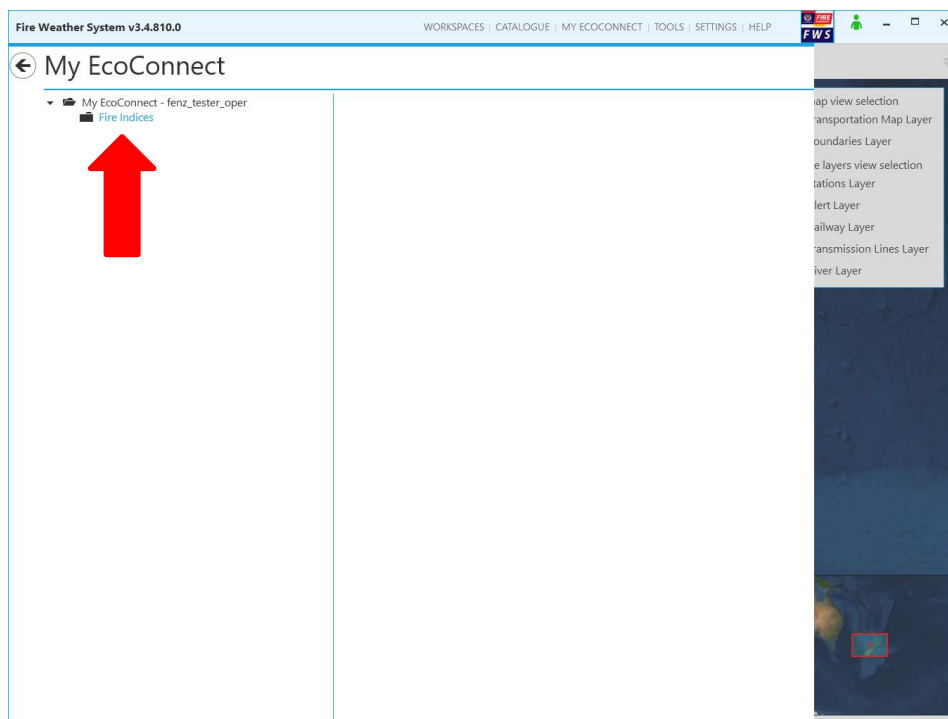 Fire Weather System v3.4.810.0
WORKSPACES | CATALOGUE | MY ECOCONNECT | TOOLS | SETTINGS | HELP
FIRE
FWS
My EcoConnect
My EcoConnect - fenz_tester_oper
Fire Indices
ap view selection
ransportation Map Layer
oundaries Layer
e layers view selection
tations Layer
lert Layer
ailway Layer
ransmission Lines Layer
iver Layer